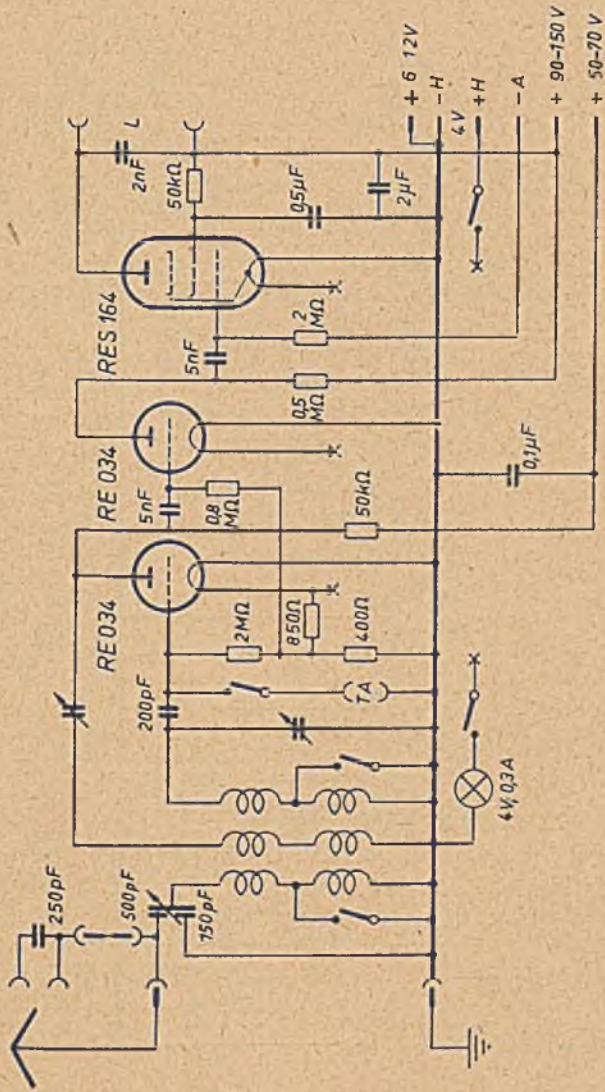 250pF
500pF
150pF
RE 034
200pF
2MΩ
850Ω
400Ω
TA
4V, 0,3A
RE 034
5nF
0,8
MΩ
50kΩ
0,1µF
RES 164
5nF
0,5
MΩ
2
MΩ
2nF
L
50kΩ
0,5µF
2µF
+ 6 12V
-H
4V
+H
-A
+ 90-150 V
+ 50-70 V